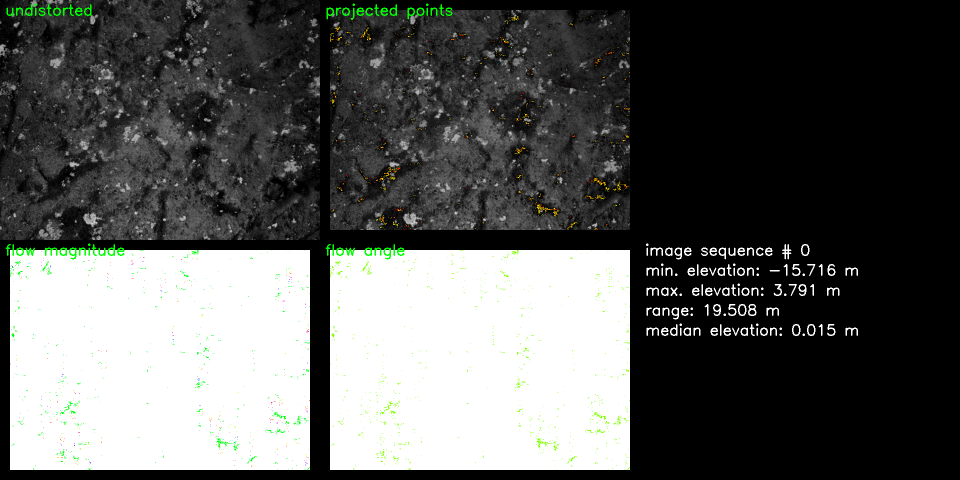 undistorted
projected points
flow magnitude
flow angle
image sequence # 0
min. elevation: -15.716 m
max. elevation: 3.791 m
range: 19.508 m
median elevation: 0.015 m